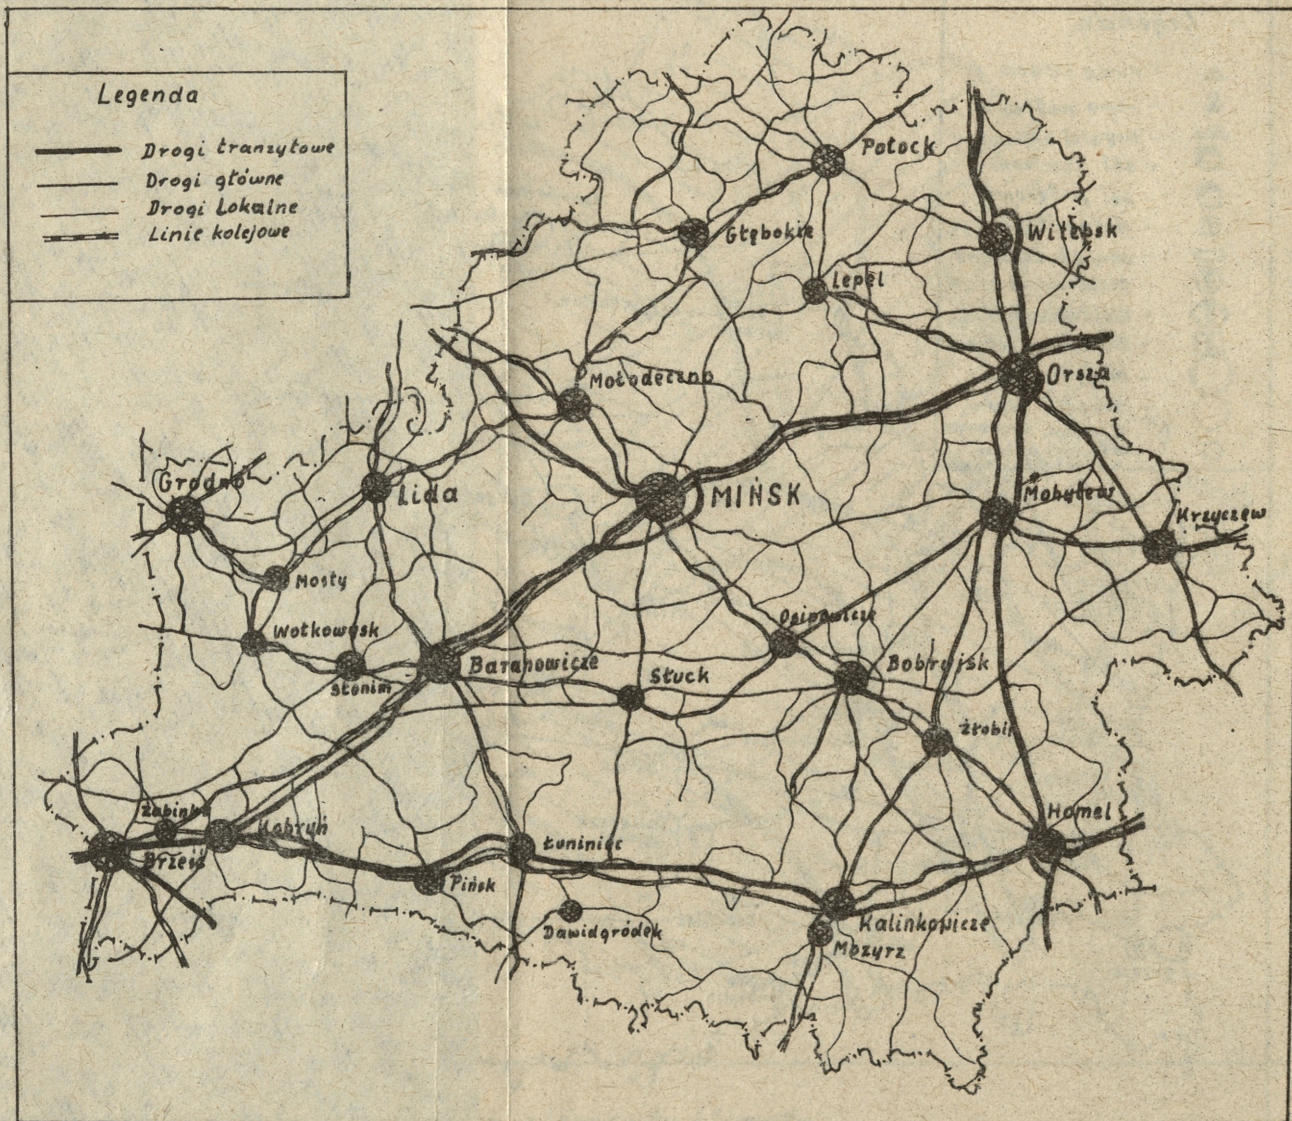 Legenda
Drogi tranzytowe
Drogi główne
Drogi Lokalne
Linie kolejowe
Połock
Głębokie
Witebsk
Lepel
Mołodeczno
Orsza
Grodno
Lida
MIŃSK
Mohylew
Krzyczew
Mosty
Wołkowysk
Osipowicze
Baranowicze
Słuck
Bobrujsk
Słonim
Żłobin
Żabinka
Kobryń
Homel
Brześć
Łuniniec
Pińsk
Dawidgródek
Kalinkowicze
Mozyrz